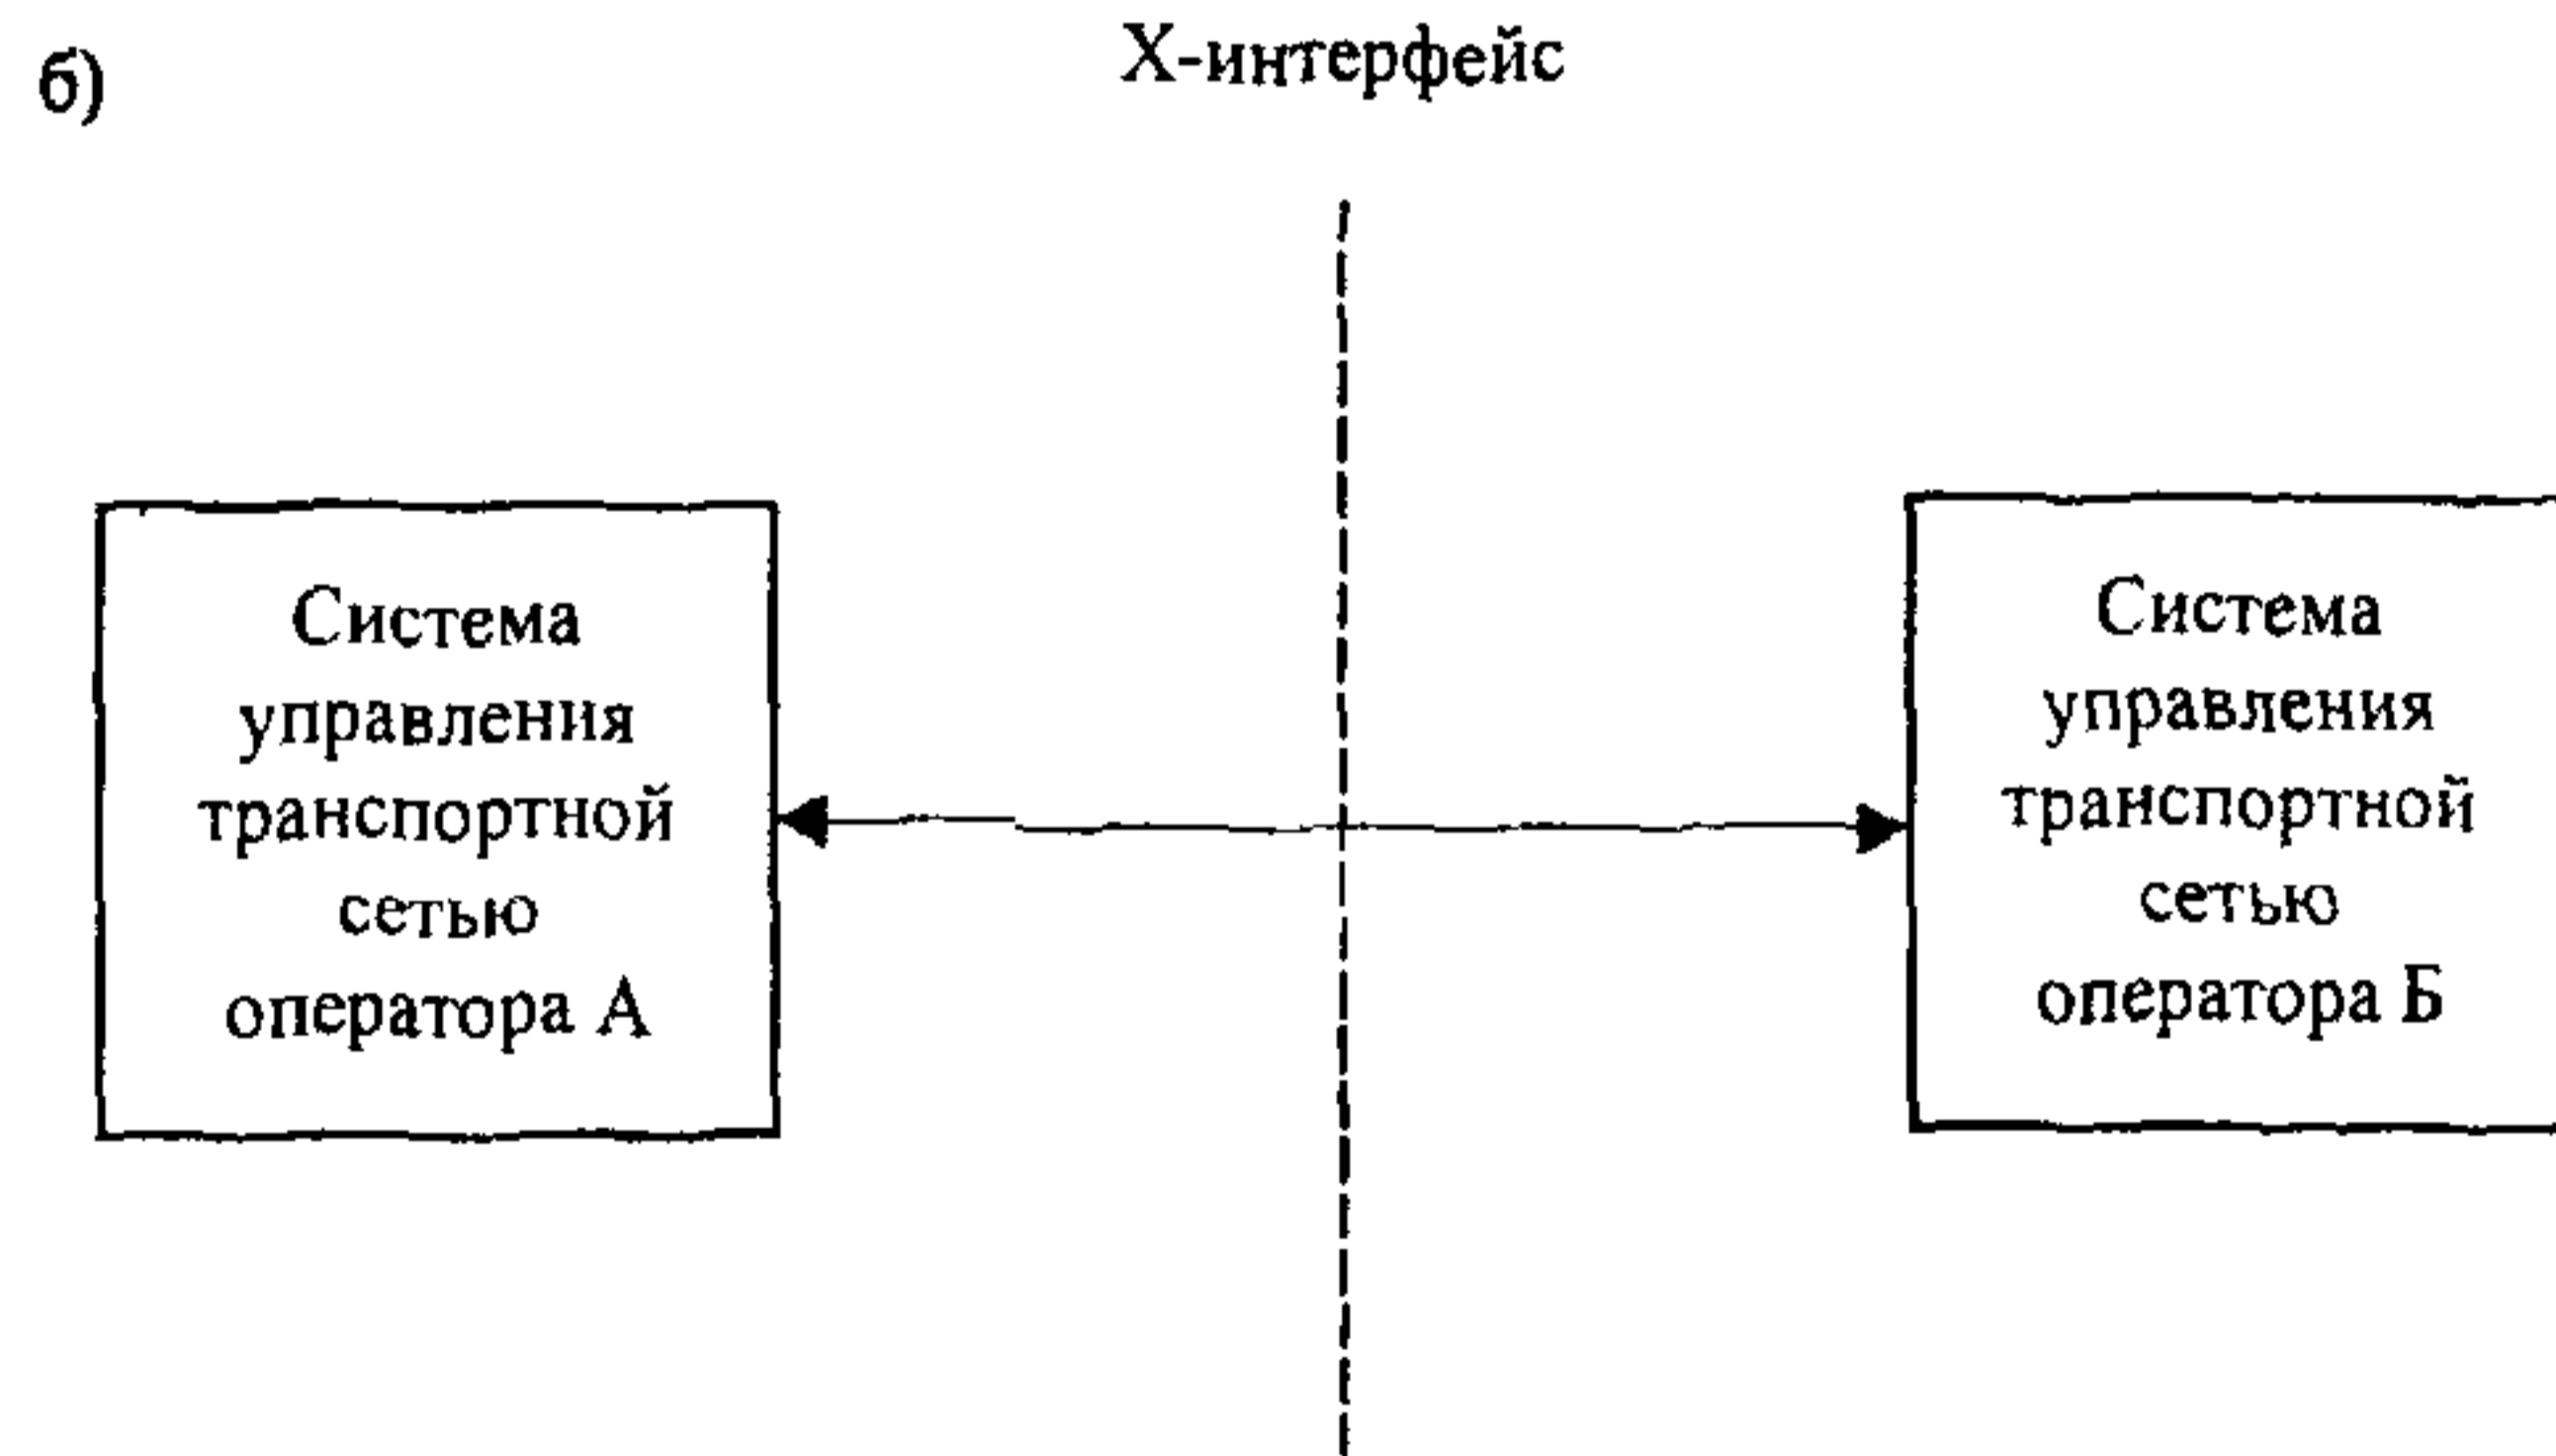 б)
X-интерфейс
Система
управления
транспортной
сетью
оператора А
Система
управления
транспортной
сетью
оператора Б